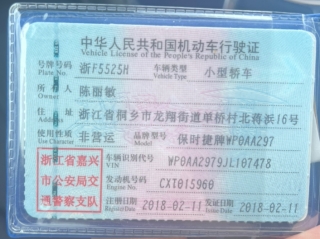 中华人民共和国机动车行驶证
Vehicle License of the People's Republic of China
号牌号码 浙F5525H 车辆类型 小型轿车
Plate No. Vehicle Type
所有人 陈丽敏
Owner
住址 浙江省桐乡市龙翔街道单桥村北蒋浜16号
Address
使用性质 非营运 品牌型号 保时捷牌WP0AA297
Use Character Model
浙江省嘉兴 车辆识别代号 WP0AA2979JL107478
VIN
市公安局交 发动机号码 CXT015960
Engine No.
通警察支队 注册日期 2018-02-11 发证日期 2018-02-11
Register Date Issue Date